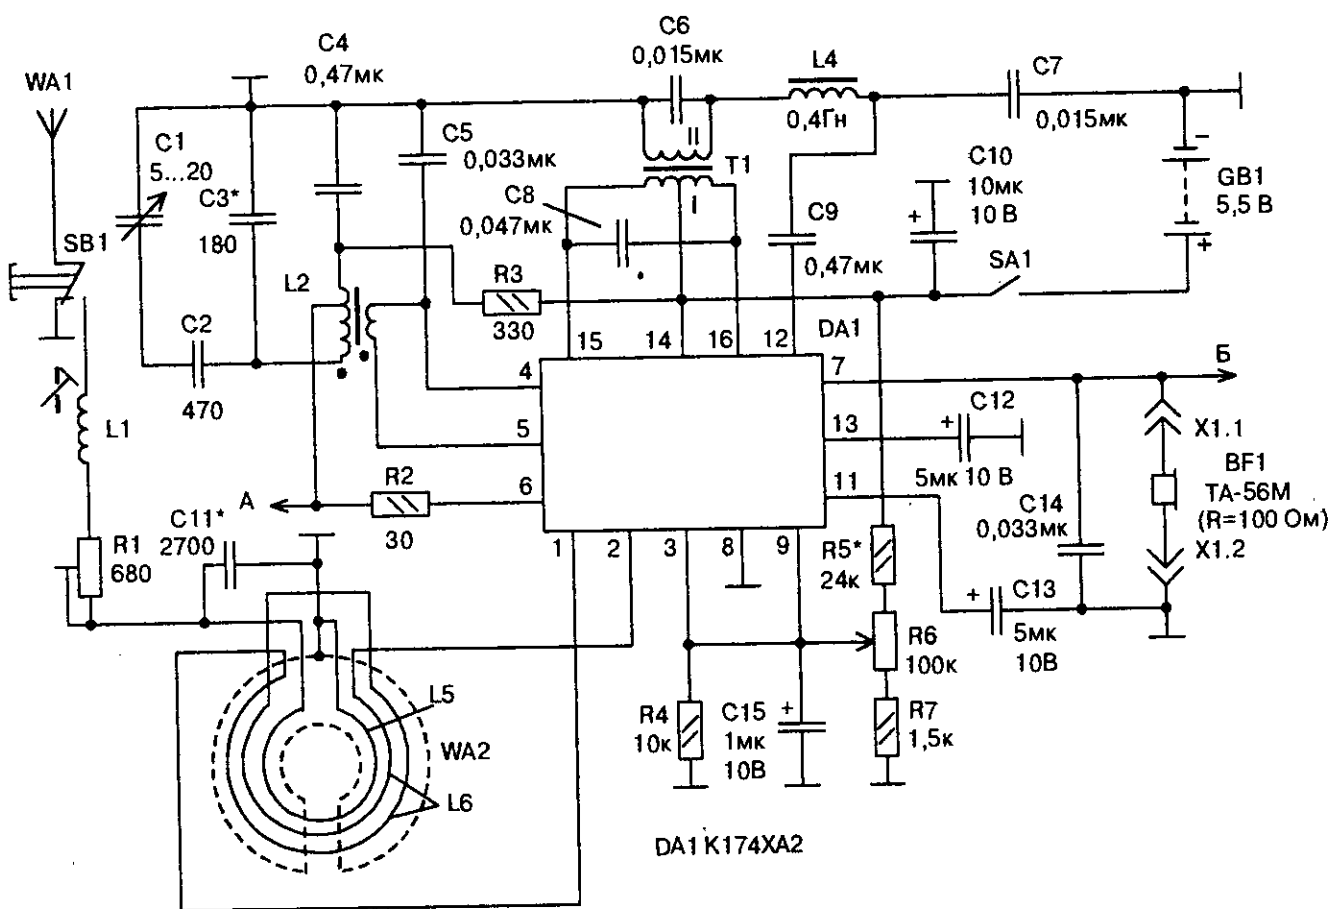 C6
0,015мк
C4
0,47мк
L4
0,4Гн
C7
0,015мк
WA1
C1
5...20
C3*
180
C5
0,033мк
II
T1
I
C8
0,047мк
C9
0,47мк
C10
10мк
10 В
+
−
GB1
5,5 В
+
SB1
L2
R3
330
SA1
C2
470
15
14
16
12
DA1
4
7
Б
L1
5
13
+
C12
5мк 10 В
X1.1
BF1
ТА-56М
(R=100 Ом)
X1.2
A
R2
30
6
11
C14
0,033мк
C11*
2700
R1
680
1
2
3
8
9
R5*
24к
+
C13
5мк
10В
R6
100к
L5
WA2
L6
R4
10к
C15
1мк
10В
+
R7
1,5к
DA1 К174ХА2